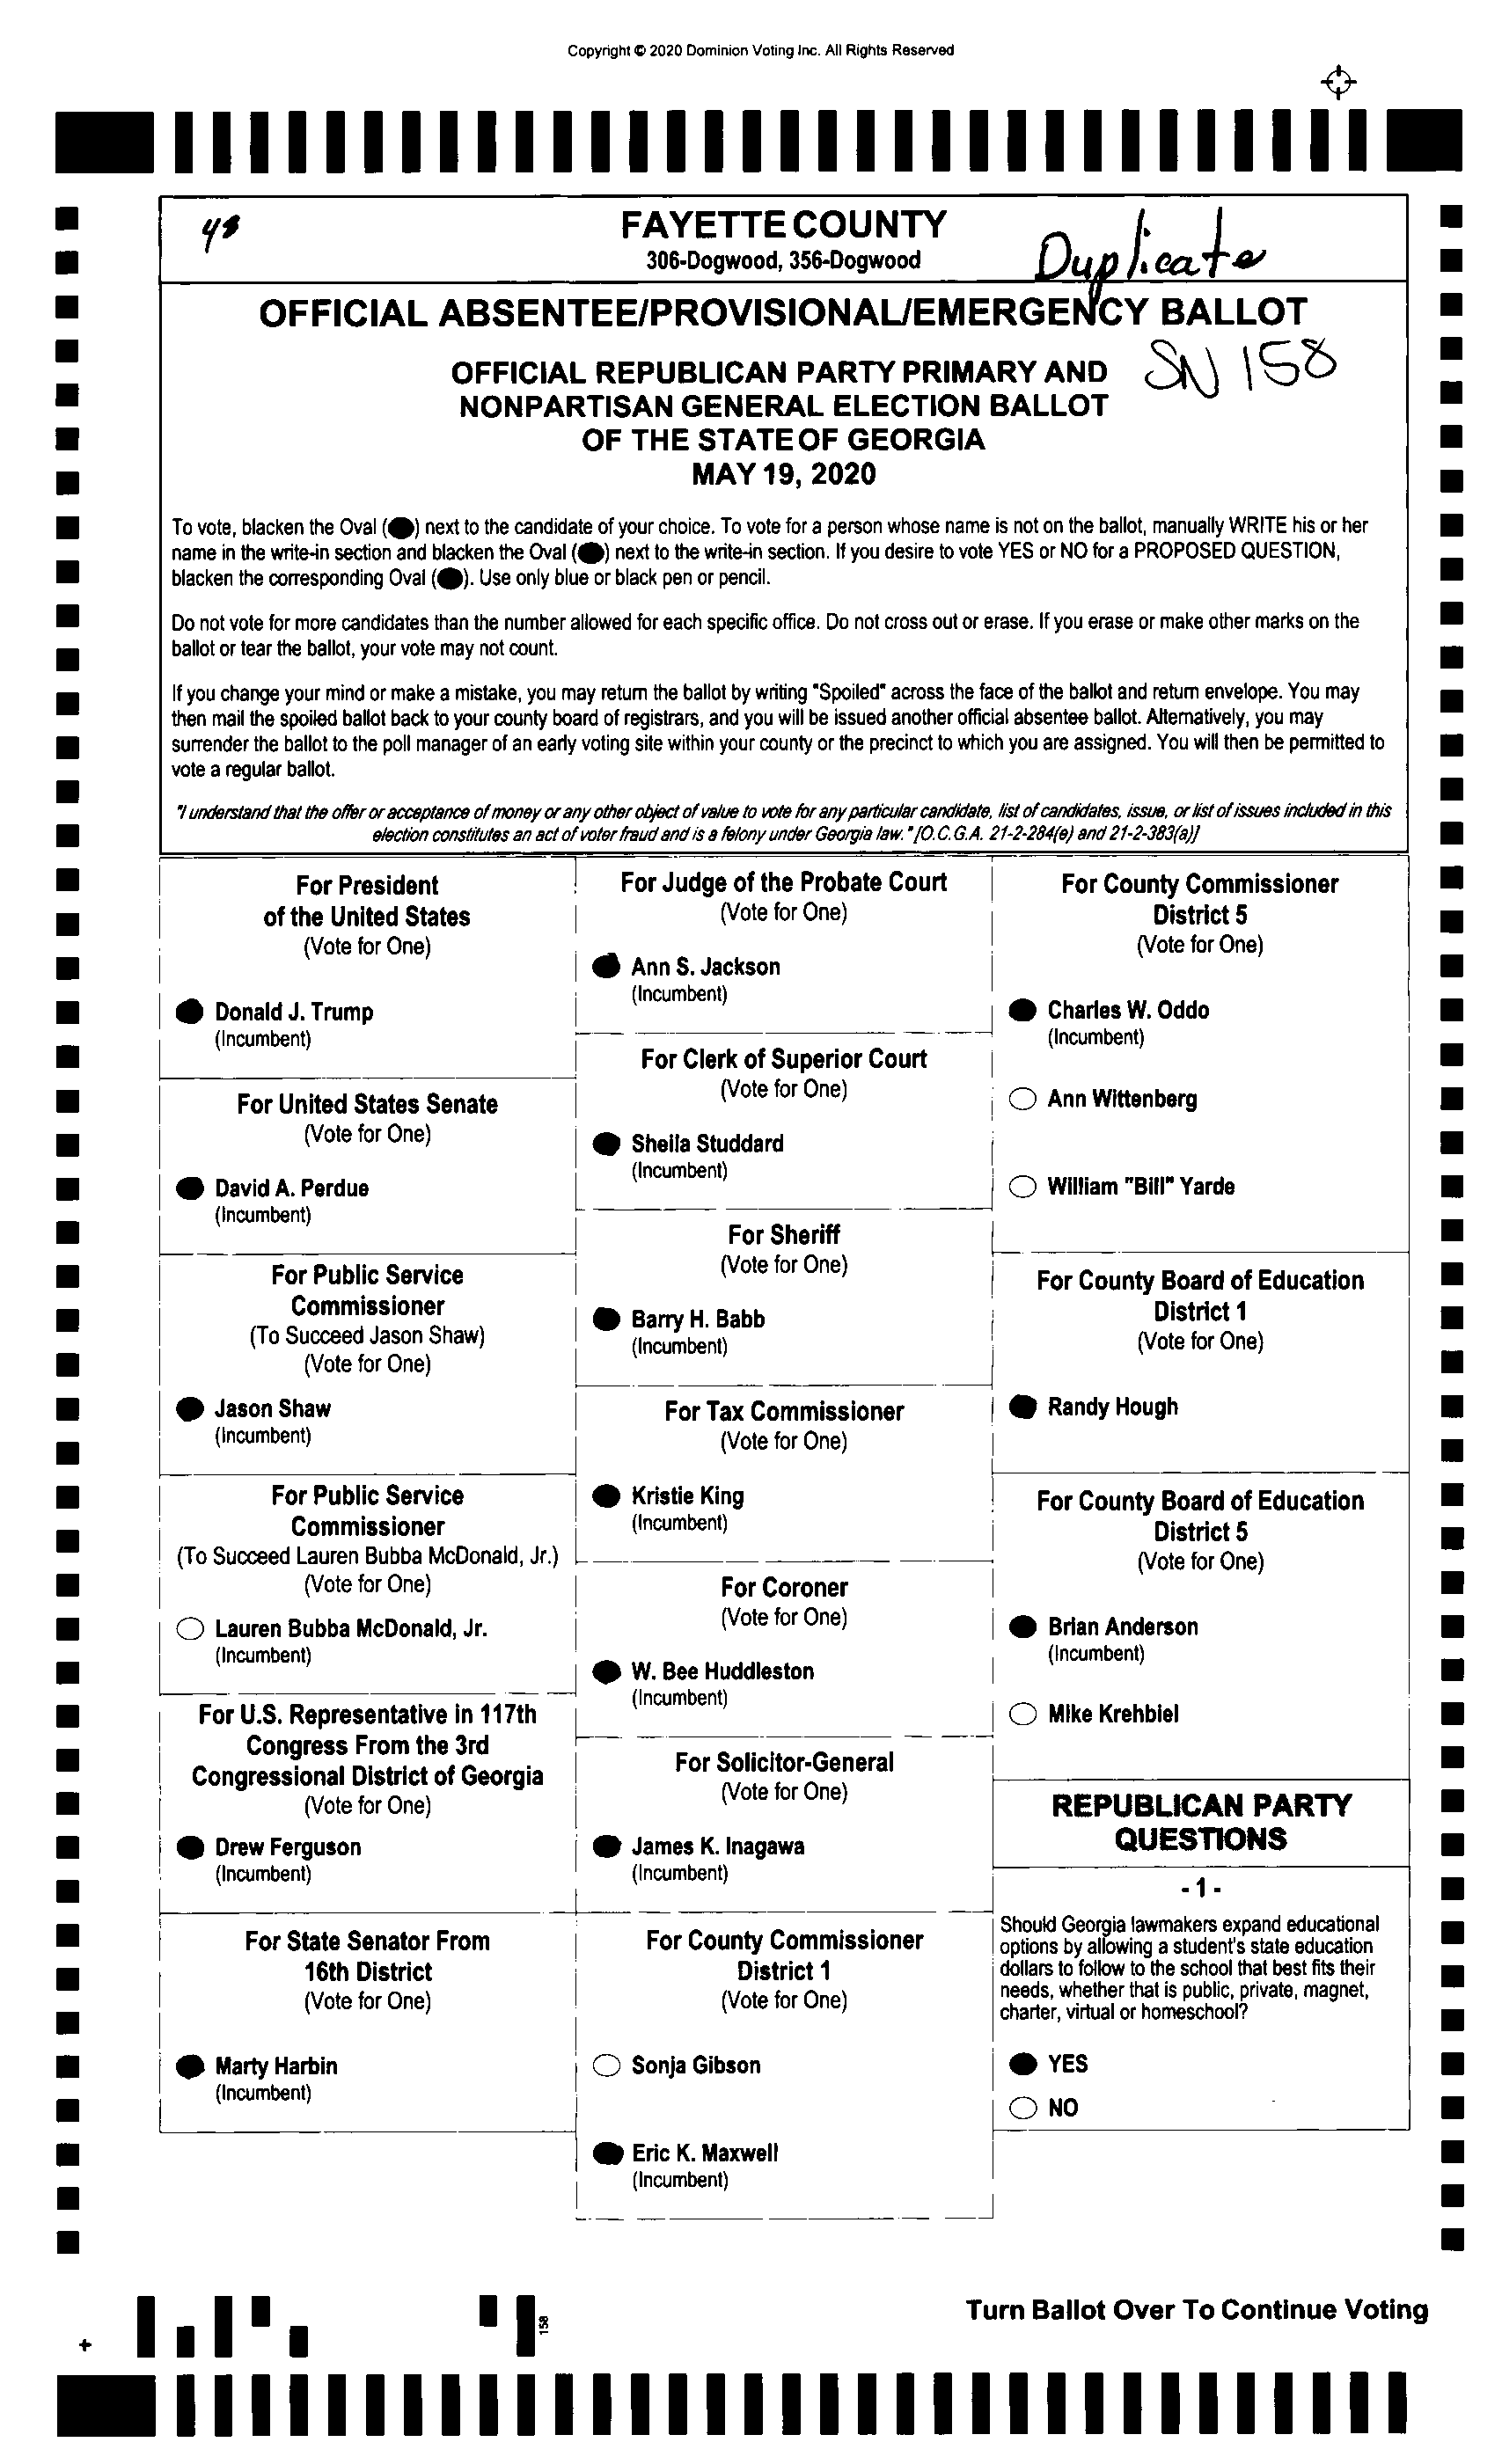 Copyright © 2020 Dominion Voting Inc. All Rights Reserved
48
FAYETTE COUNTY
306-Dogwood, 356-Dogwood
Duplicate
OFFICIAL ABSENTEE/PROVISIONAL/EMERGENCY BALLOT
OFFICIAL REPUBLICAN PARTY PRIMARY AND
SN 158
NONPARTISAN GENERAL ELECTION BALLOT
OF THE STATE OF GEORGIA
MAY 19, 2020
To vote, blacken the Oval ( ) next to the candidate of your choice. To vote for a person whose name is not on the ballot, manually WRITE his or her
name in the write-in section and blacken the Oval ( ) next to the write-in section. If you desire to vote YES or NO for a PROPOSED QUESTION,
blacken the corresponding Oval ( ). Use only blue or black pen or pencil.
Do not vote for more candidates than the number allowed for each specific office. Do not cross out or erase. If you erase or make other marks on the
ballot or tear the ballot, your vote may not count.
If you change your mind or make a mistake, you may return the ballot by writing "Spoiled" across the face of the ballot and return envelope. You may
then mail the spoiled ballot back to your county board of registrars, and you will be issued another official absentee ballot. Alternatively, you may
surrender the ballot to the poll manager of an early voting site within your county or the precinct to which you are assigned. You will then be permitted to
vote a regular ballot.
"I understand that the offer or acceptance of money or any other object of value to vote for any particular candidate, list of candidates, issue, or list of issues included in this
election constitutes an act of voter fraud and is a felony under Georgia law." [O.C.G.A. 21-2-284(e) and 21-2-383(a)]
For President
of the United States
(Vote for One)
Donald J. Trump
(Incumbent)
For United States Senate
(Vote for One)
David A. Perdue
(Incumbent)
For Public Service
Commissioner
(To Succeed Jason Shaw)
(Vote for One)
Jason Shaw
(Incumbent)
For Public Service
Commissioner
(To Succeed Lauren Bubba McDonald, Jr.)
(Vote for One)
Lauren Bubba McDonald, Jr.
(Incumbent)
For U.S. Representative in 117th
Congress From the 3rd
Congressional District of Georgia
(Vote for One)
Drew Ferguson
(Incumbent)
For State Senator From
16th District
(Vote for One)
Marty Harbin
(Incumbent)
For Judge of the Probate Court
(Vote for One)
Ann S. Jackson
(Incumbent)
For Clerk of Superior Court
(Vote for One)
Sheila Studdard
(Incumbent)
For Sheriff
(Vote for One)
Barry H. Babb
(Incumbent)
For Tax Commissioner
(Vote for One)
Kristie King
(Incumbent)
For Coroner
(Vote for One)
W. Bee Huddleston
(Incumbent)
For Solicitor-General
(Vote for One)
James K. Inagawa
(Incumbent)
For County Commissioner
District 1
(Vote for One)
Sonja Gibson
Eric K. Maxwell
(Incumbent)
For County Commissioner
District 5
(Vote for One)
Charles W. Oddo
(Incumbent)
Ann Wittenberg
William "Bill" Yarde
For County Board of Education
District 1
(Vote for One)
Randy Hough
For County Board of Education
District 5
(Vote for One)
Brian Anderson
(Incumbent)
Mike Krehbiel
REPUBLICAN PARTY
QUESTIONS
- 1 -
Should Georgia lawmakers expand educational
options by allowing a student's state education
dollars to follow to the school that best fits their
needs, whether that is public, private, magnet,
charter, virtual or homeschool?
YES
NO
Turn Ballot Over To Continue Voting
158